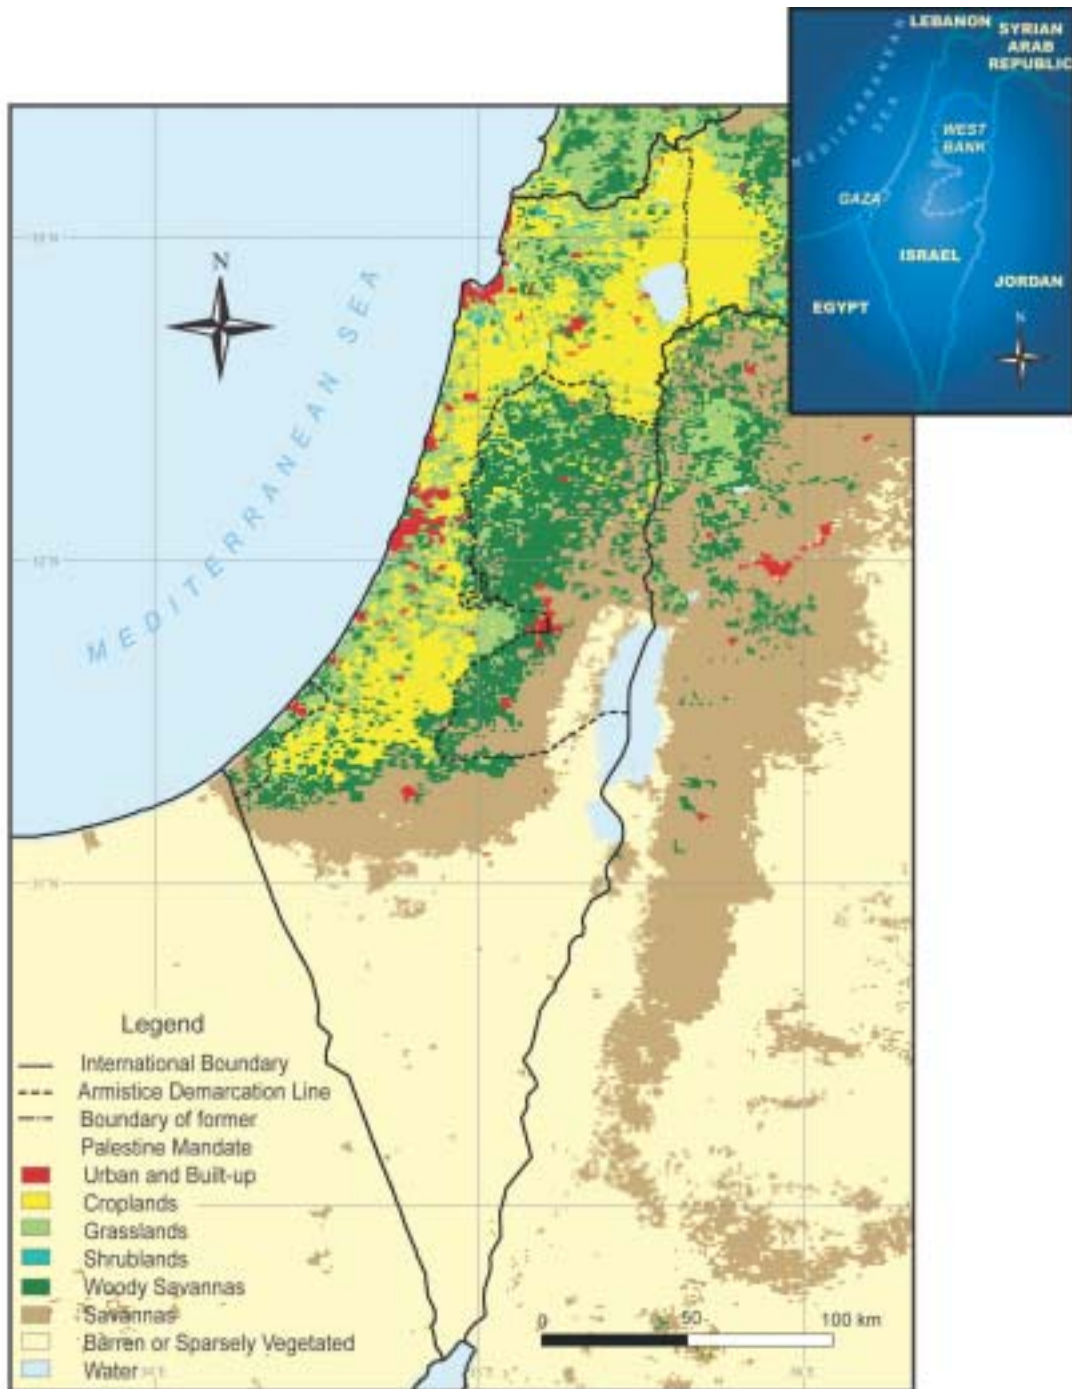 LEBANON
SYRIAN
ARAB
REPUBLIC
MEDITERRANEAN
SEA
WEST
BANK
GAZA
ISRAEL
JORDAN
EGYPT
N
N
MEDITERRANEAN SEA
Legend
International Boundary
Armistice Demarcation Line
Boundary of former
Palestine Mandate
Urban and Built-up
Croplands
Grasslands
Shrublands
Woody Savannas
Savannas
Barren or Sparsely Vegetated
Water
0 50 100 km